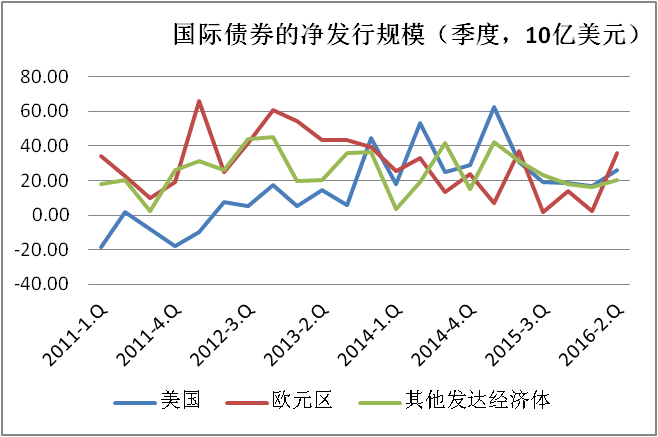 国际债券的净发行规模（季度，10亿美元）
80.00
60.00
40.00
20.00
0.00
-20.00
-40.00
2011-1.Q
2011-4.Q
2012-3.Q
2013-2.Q
2014-1.Q
2014-4.Q
2015-3.Q
2016-2.Q
美国 欧元区 其他发达经济体